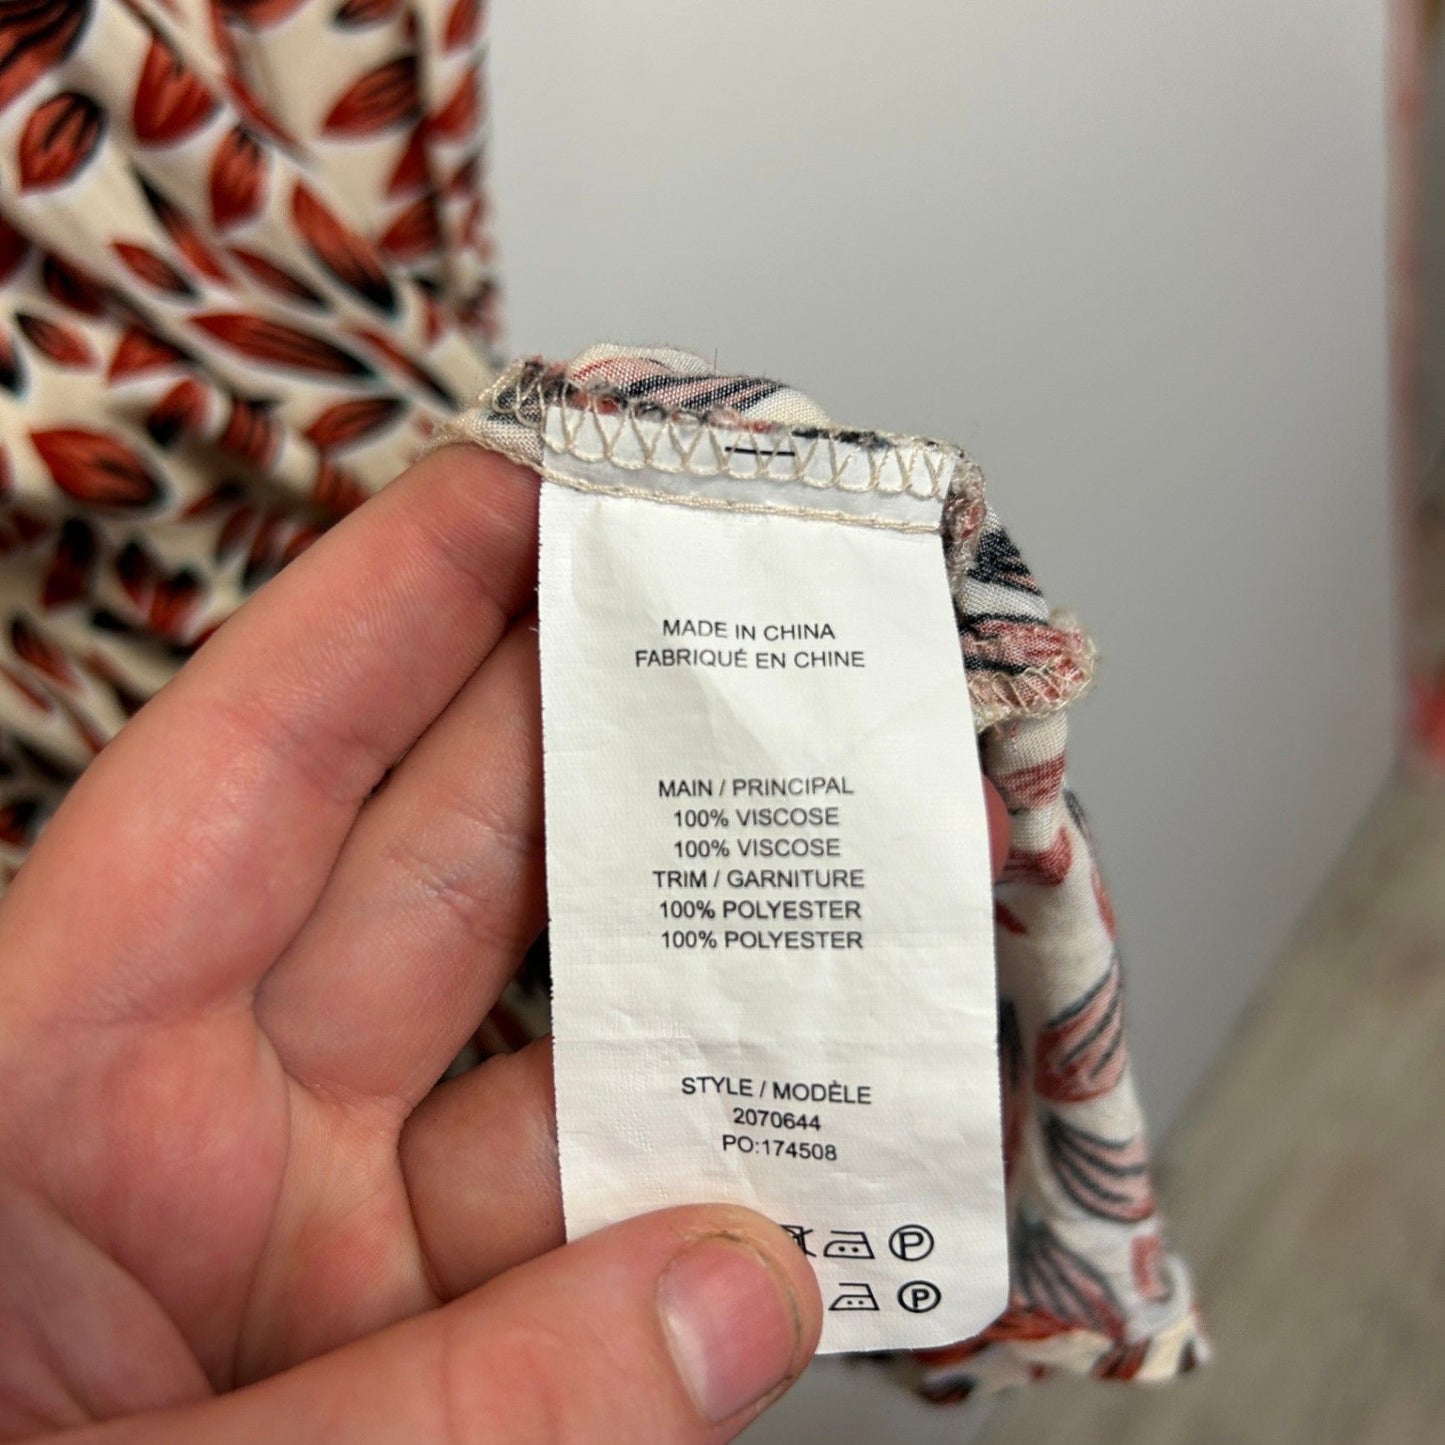 MADE IN CHINA
FABRIQUÉ EN CHINE
MAIN / PRINCIPAL
100% VISCOSE
100% VISCOSE
TRIM / GARNITURE
100% POLYESTER
100% POLYESTER
STYLE / MODÈLE
2070644
PO:174508
P
P